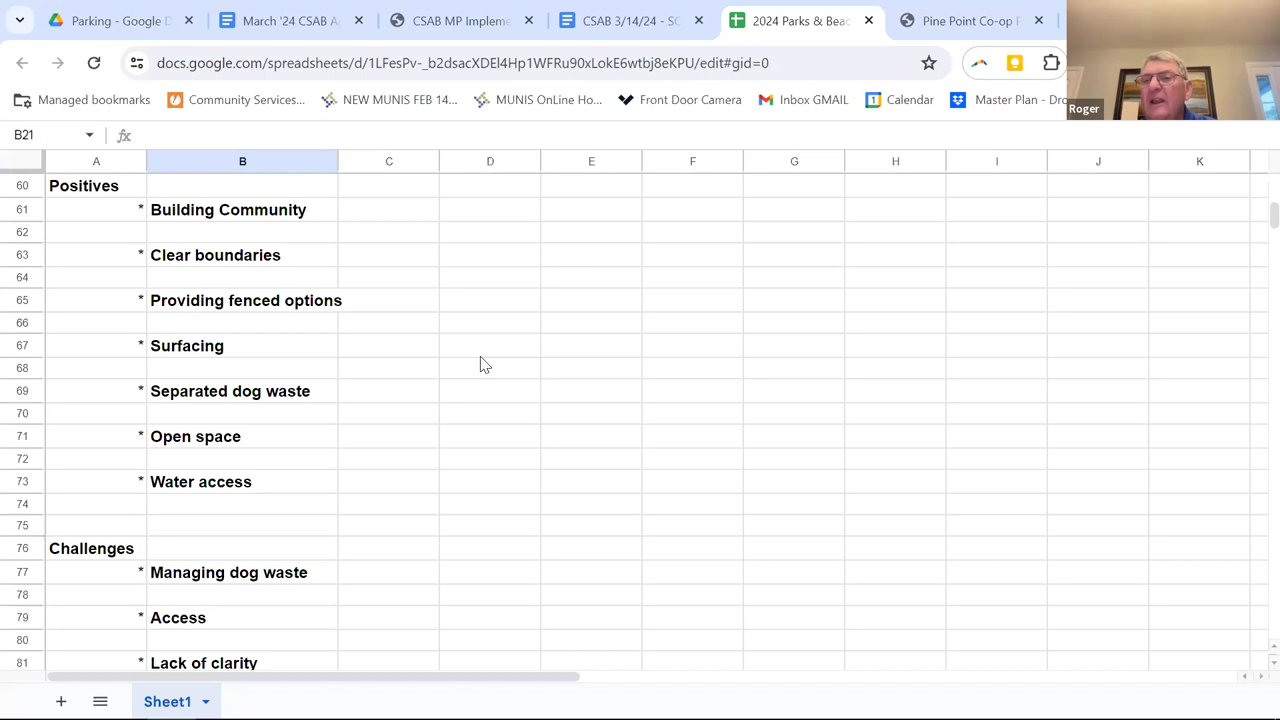 Parking - Google D
March '24 CSAB A
CSAB MP Impleme
CSAB 3/14/24 - SC
2024 Parks & Beac
Pine Point Co-op P
docs.google.com/spreadsheets/d/1LFesPv-_b2dsacXDEl4Hp1WFRu90xLokE6wtbj8eKPU/edit#gid=0
Managed bookmarks
Community Services...
NEW MUNIS FEB 14...
MUNIS OnLine Ho...
Front Door Camera
Inbox GMAIL
Calendar
Master Plan - Dro
Roger
B21
fx
A B C D E F G H I J K
60 Positives
61 * Building Community
62
63 * Clear boundaries
64
65 * Providing fenced options
66
67 * Surfacing
68
69 * Separated dog waste
70
71 * Open space
72
73 * Water access
74
75
76 Challenges
77 * Managing dog waste
78
79 * Access
80
81 * Lack of clarity
Sheet1